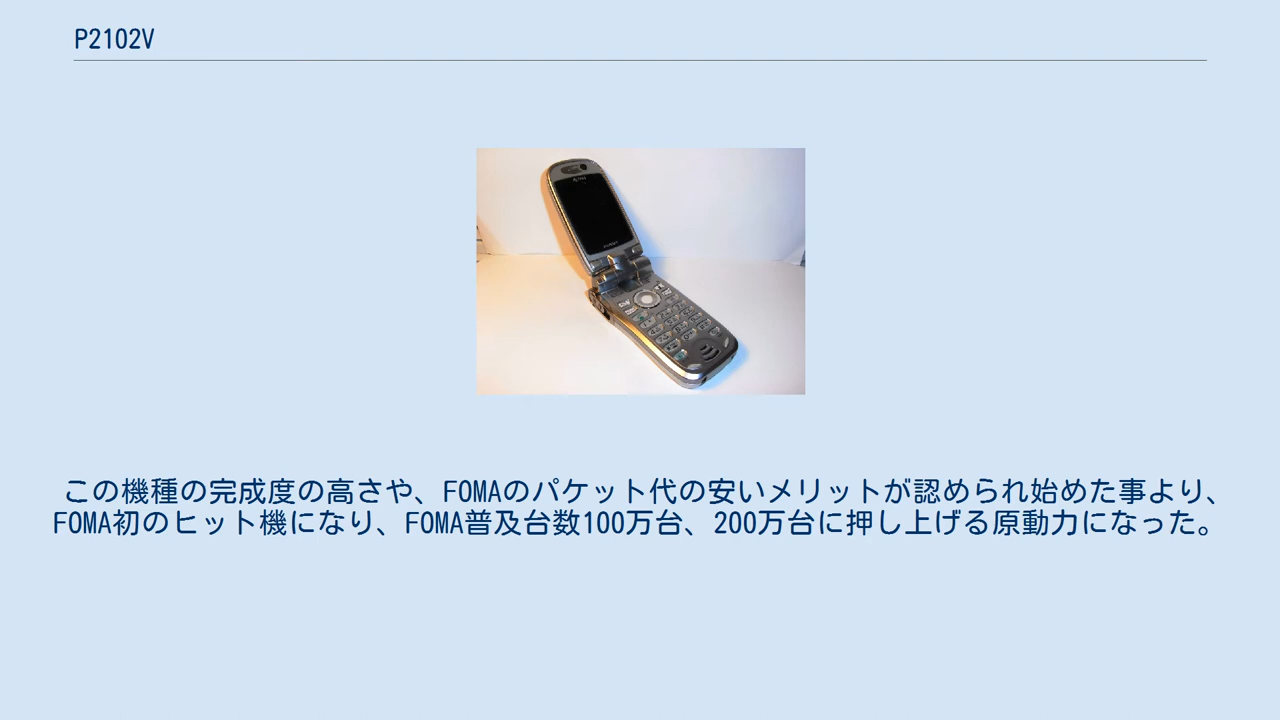 P2102V
この機種の完成度の高さや、FOMAのパケット代の安いメリットが認められ始めた事より、
FOMA初のヒット機になり、FOMA普及台数100万台、200万台に押し上げる原動力になった。